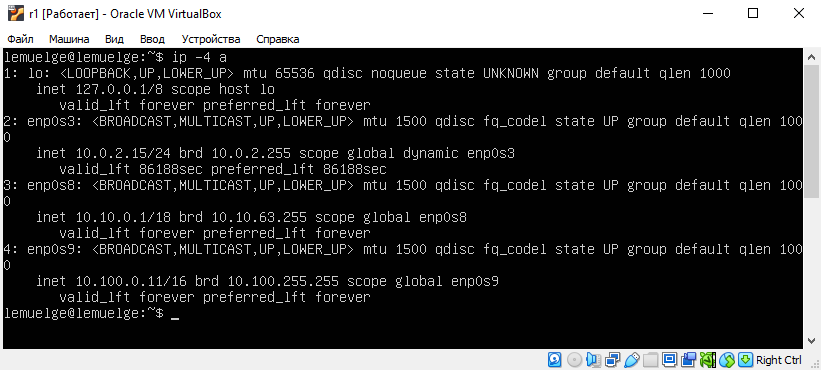 r1 [Работает] - Oracle VM VirtualBox
Файл Машина Вид Ввод Устройства Справка
lemuelge@lemuelge:~$ ip -4 a
1: lo: <LOOPBACK,UP,LOWER_UP> mtu 65536 qdisc noqueue state UNKNOWN group default qlen 1000
    inet 127.0.0.1/8 scope host lo
       valid_lft forever preferred_lft forever
2: enp0s3: <BROADCAST,MULTICAST,UP,LOWER_UP> mtu 1500 qdisc fq_codel state UP group default qlen 100
0
    inet 10.0.2.15/24 brd 10.0.2.255 scope global dynamic enp0s3
       valid_lft 86188sec preferred_lft 86188sec
3: enp0s8: <BROADCAST,MULTICAST,UP,LOWER_UP> mtu 1500 qdisc fq_codel state UP group default qlen 100
0
    inet 10.10.0.1/18 brd 10.10.63.255 scope global enp0s8
       valid_lft forever preferred_lft forever
4: enp0s9: <BROADCAST,MULTICAST,UP,LOWER_UP> mtu 1500 qdisc fq_codel state UP group default qlen 100
0
    inet 10.100.0.11/16 brd 10.100.255.255 scope global enp0s9
       valid_lft forever preferred_lft forever
lemuelge@lemuelge:~$ _
Right Ctrl